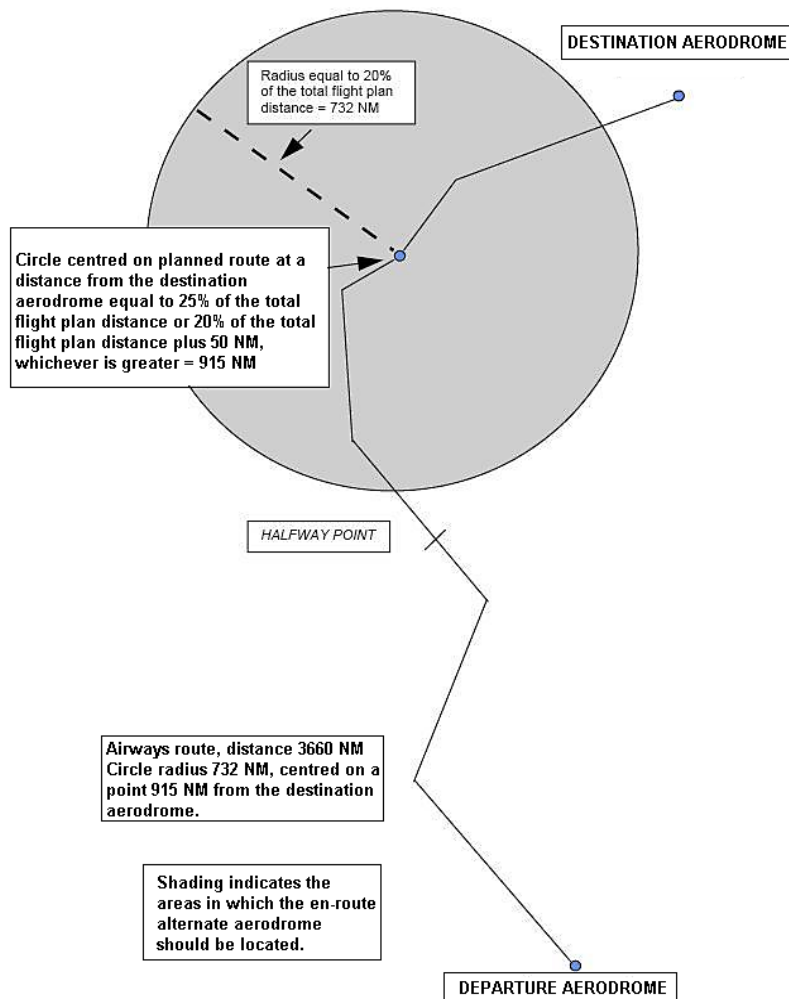 DESTINATION AERODROME
Radius equal to 20%
of the total flight plan
distance = 732 NM
Circle centred on planned route at a
distance from the destination
aerodrome equal to 25% of the total
flight plan distance or 20% of the total
flight plan distance plus 50 NM,
whichever is greater = 915 NM
HALFWAY POINT
Airways route, distance 3660 NM
Circle radius 732 NM, centred on a
point 915 NM from the destination
aerodrome.
Shading indicates the
areas in which the en-route
alternate aerodrome
should be located.
DEPARTURE AERODROME